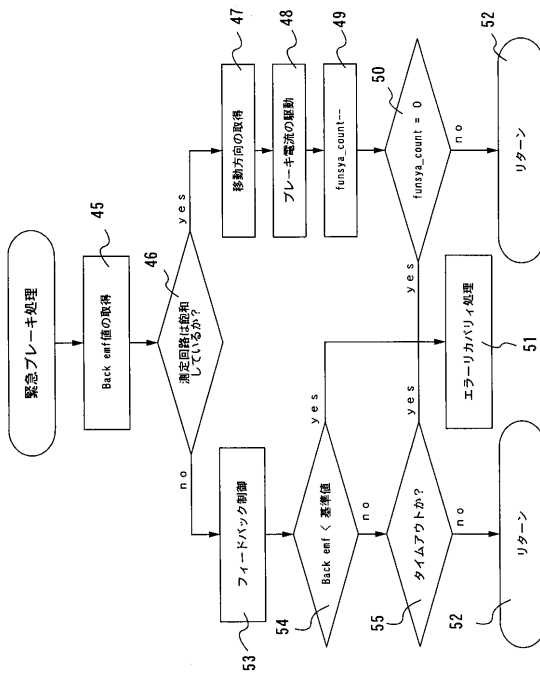 緊急ブレーキ処理
Back emf値の取得
45
測定回路は飽和
しているか?
46
yes
no
移動方向の取得
47
ブレーキ電流の駆動
48
funsya_count--
49
funsya_count = 0
50
yes
no
リターン
52
フィードバック制御
53
Back emf < 基準値
54
yes
no
タイムアウトか?
55
yes
no
エラーリカバリィ処理
51
リターン
52